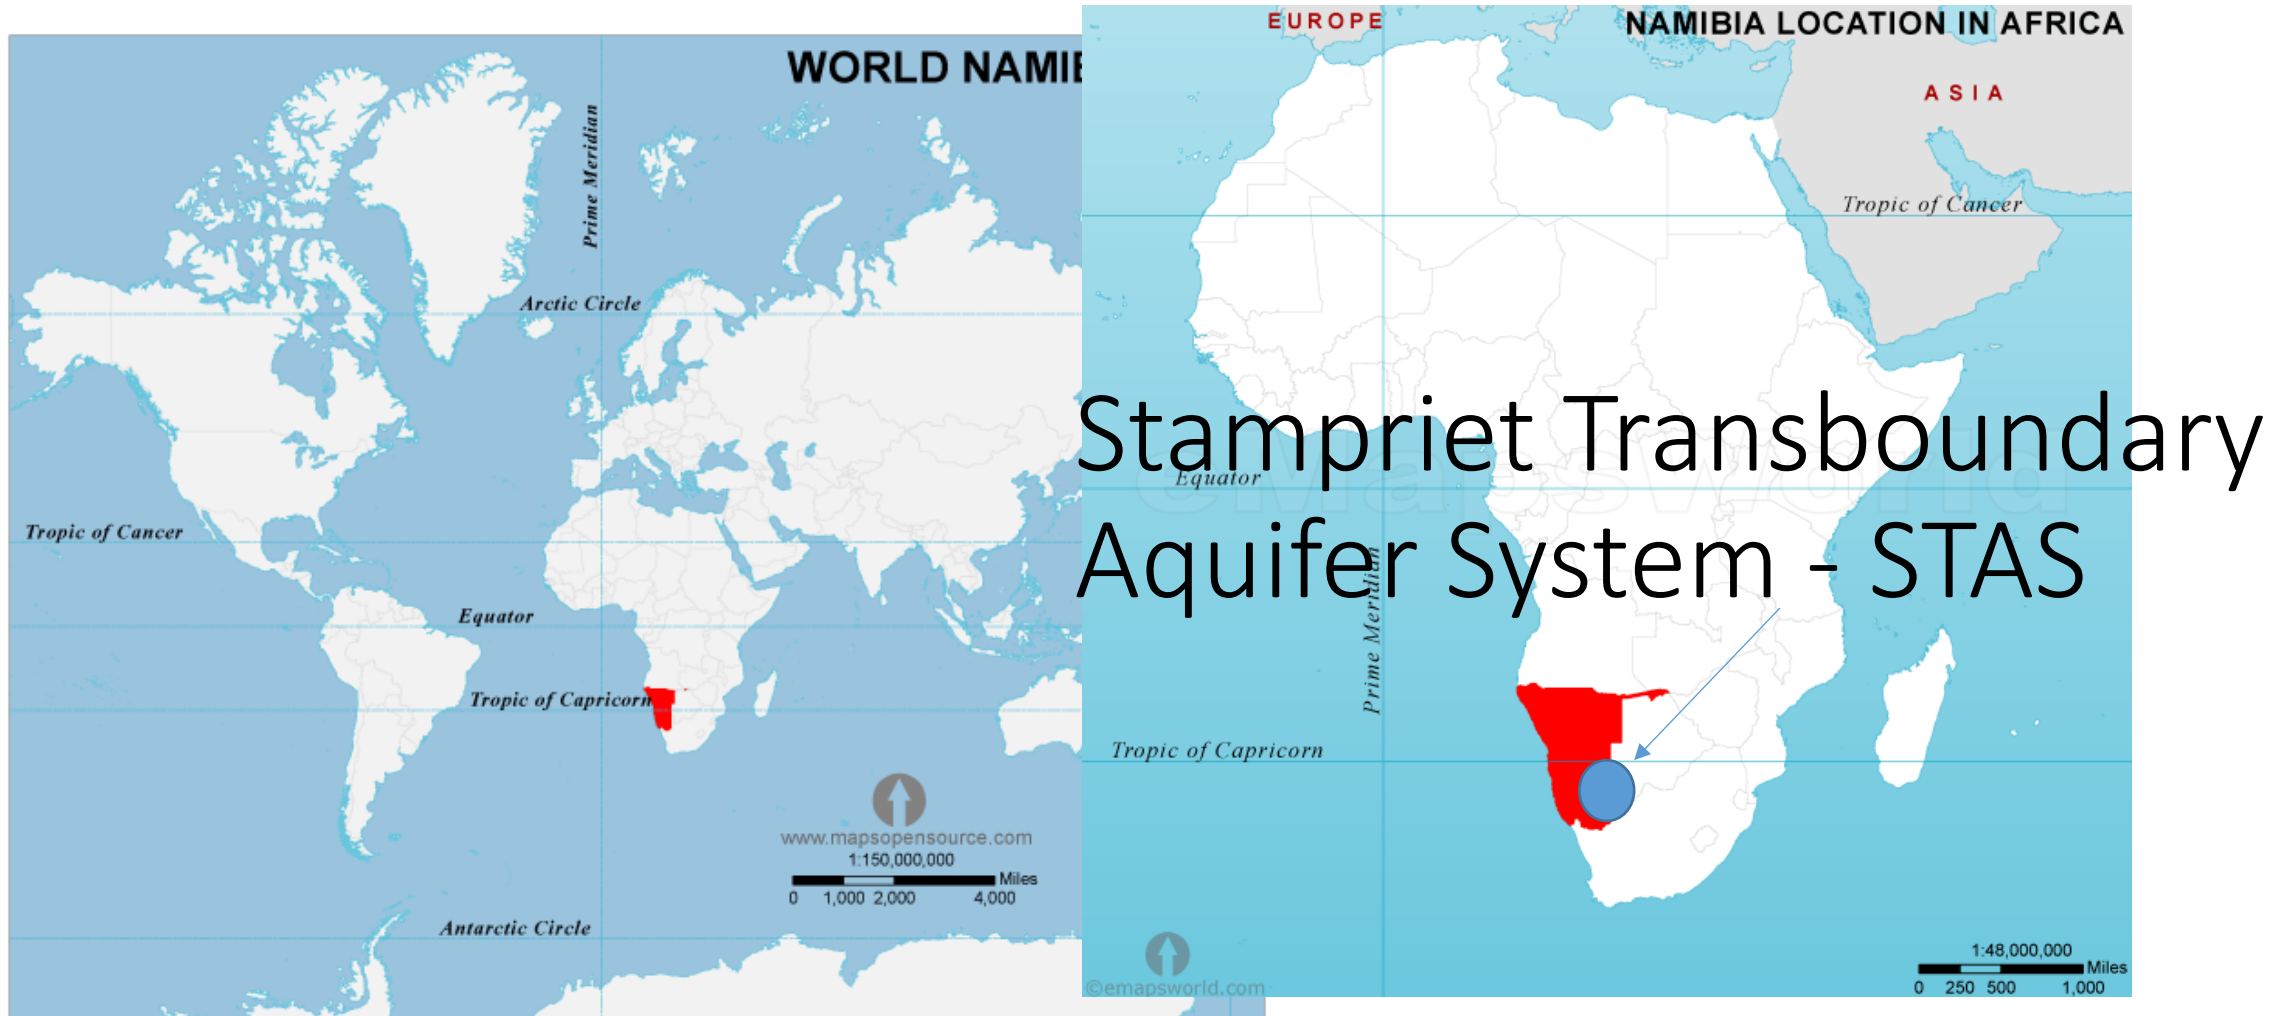 WORLD NAMIB
Prime Meridian
Arctic Circle
Tropic of Cancer
Equator
Tropic of Capricorn
www.mapsopensource.com
1:150,000,000
Miles
0 1,000 2,000 4,000
Antarctic Circle
EUROPE
NAMIBIA LOCATION IN AFRICA
ASIA
Tropic of Cancer
Stampriet Transboundary
Equator
eMapsWorld
Aquifer System - STAS
Prime Meridian
Tropic of Capricorn
1:48,000,000
Miles
0 250 500 1,000
©emapsworld.com